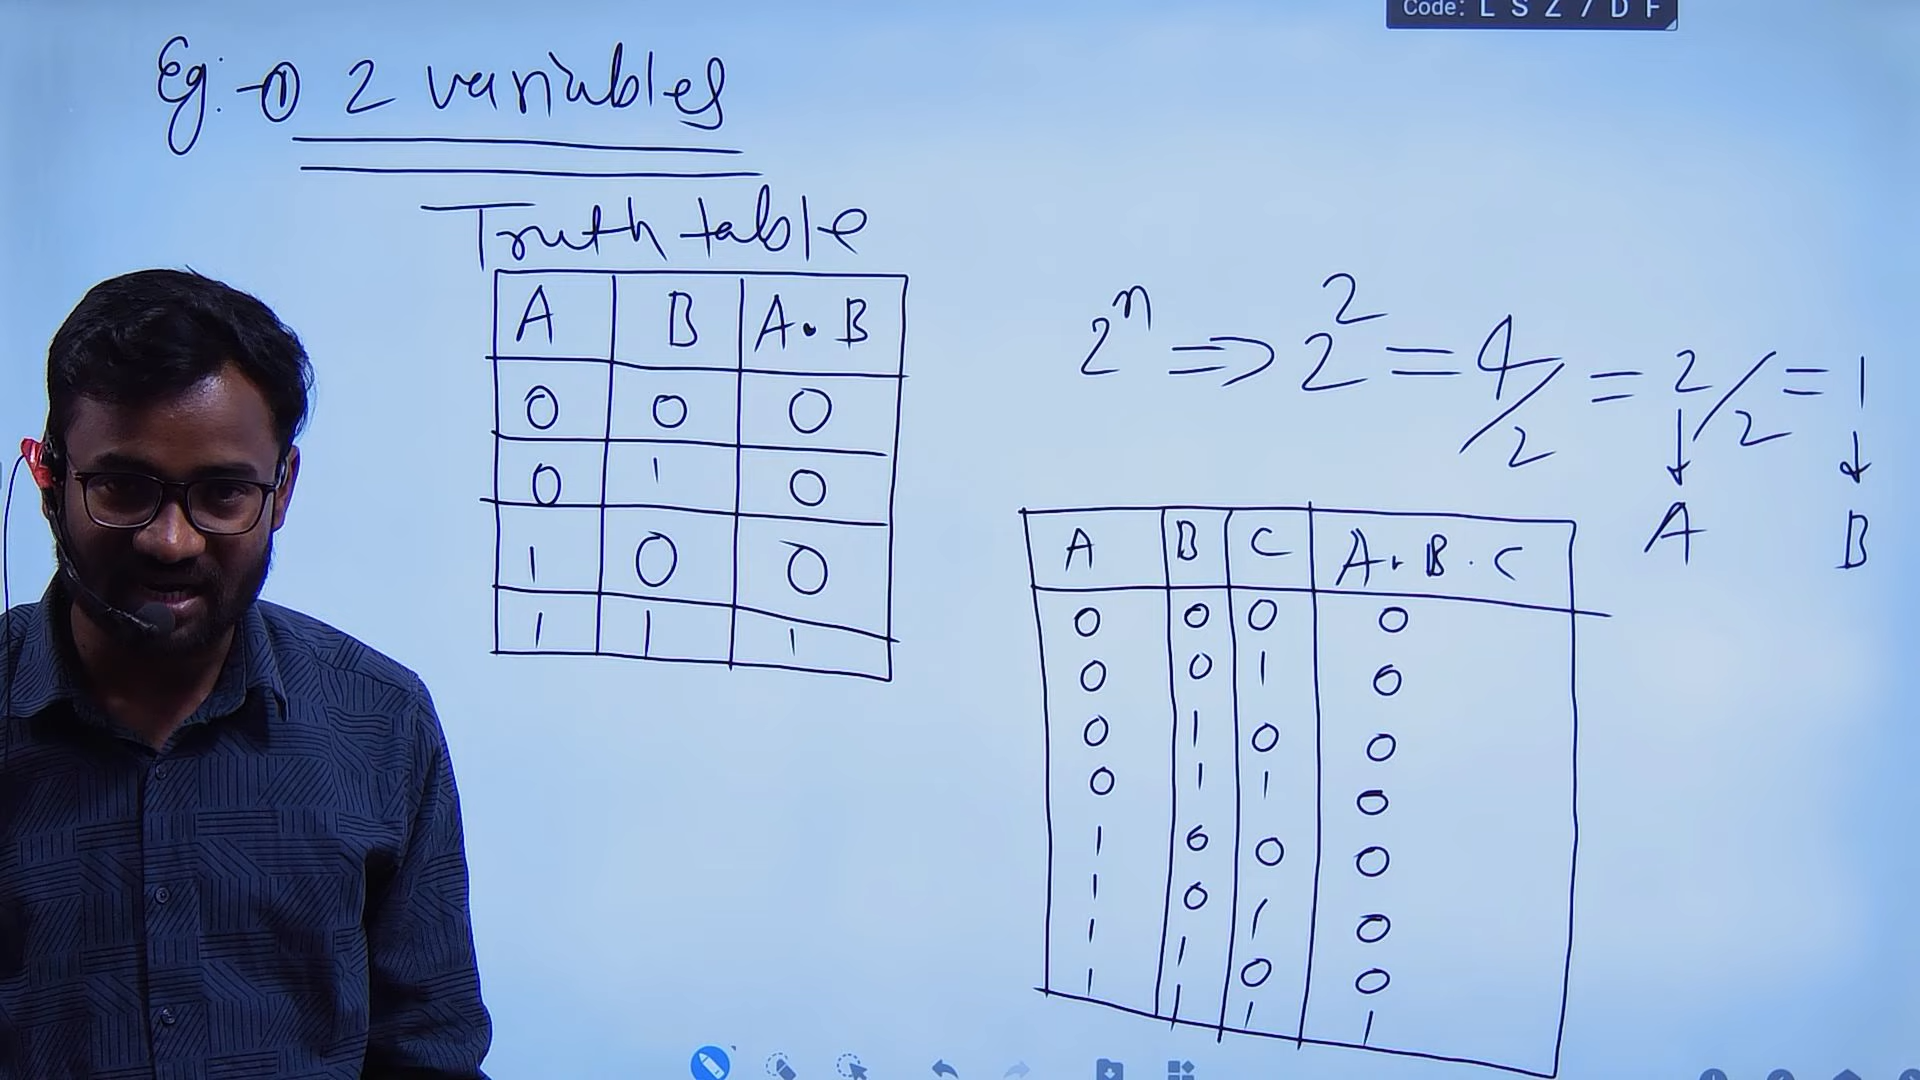 Code: L S Z 7 D F
Eg:-① 2 variables
Truth table
A B A.B
0 0 0
0 1 0
1 0 0
1 1 1
2^n => 2^2 = 4/2 = 2/2 = 1
A B
A B C A.B.C
0 0 0 0
0 0 1 0
0 1 0 0
0 1 1 0
1 0 0 0
1 0 1 0
1 1 0 0
1 1 1 1